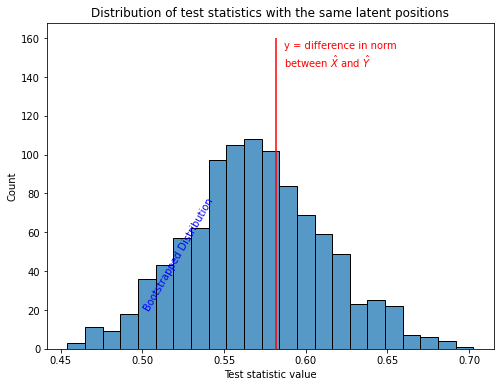 Distribution of test statistics with the same latent positions
160
140
120
100
80
60
40
20
0
Count
y = difference in norm
between X̂ and Ŷ
Bootstrapped Distribution
0.45
0.50
0.55
0.60
0.65
0.70
Test statistic value